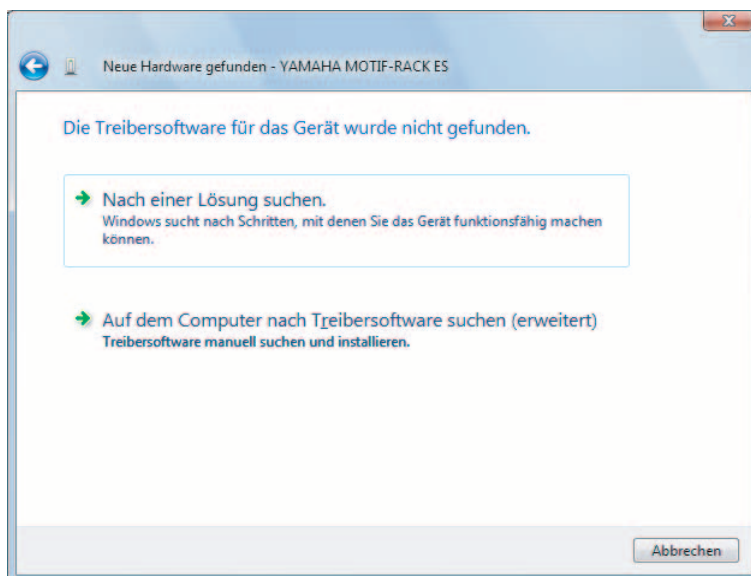 Neue Hardware gefunden - YAMAHA MOTIF-RACK ES
Die Treibersoftware für das Gerät wurde nicht gefunden.
Nach einer Lösung suchen.
Windows sucht nach Schritten, mit denen Sie das Gerät funktionsfähig machen
können.
Auf dem Computer nach Treibersoftware suchen (erweitert)
Treibersoftware manuell suchen und installieren.
Abbrechen